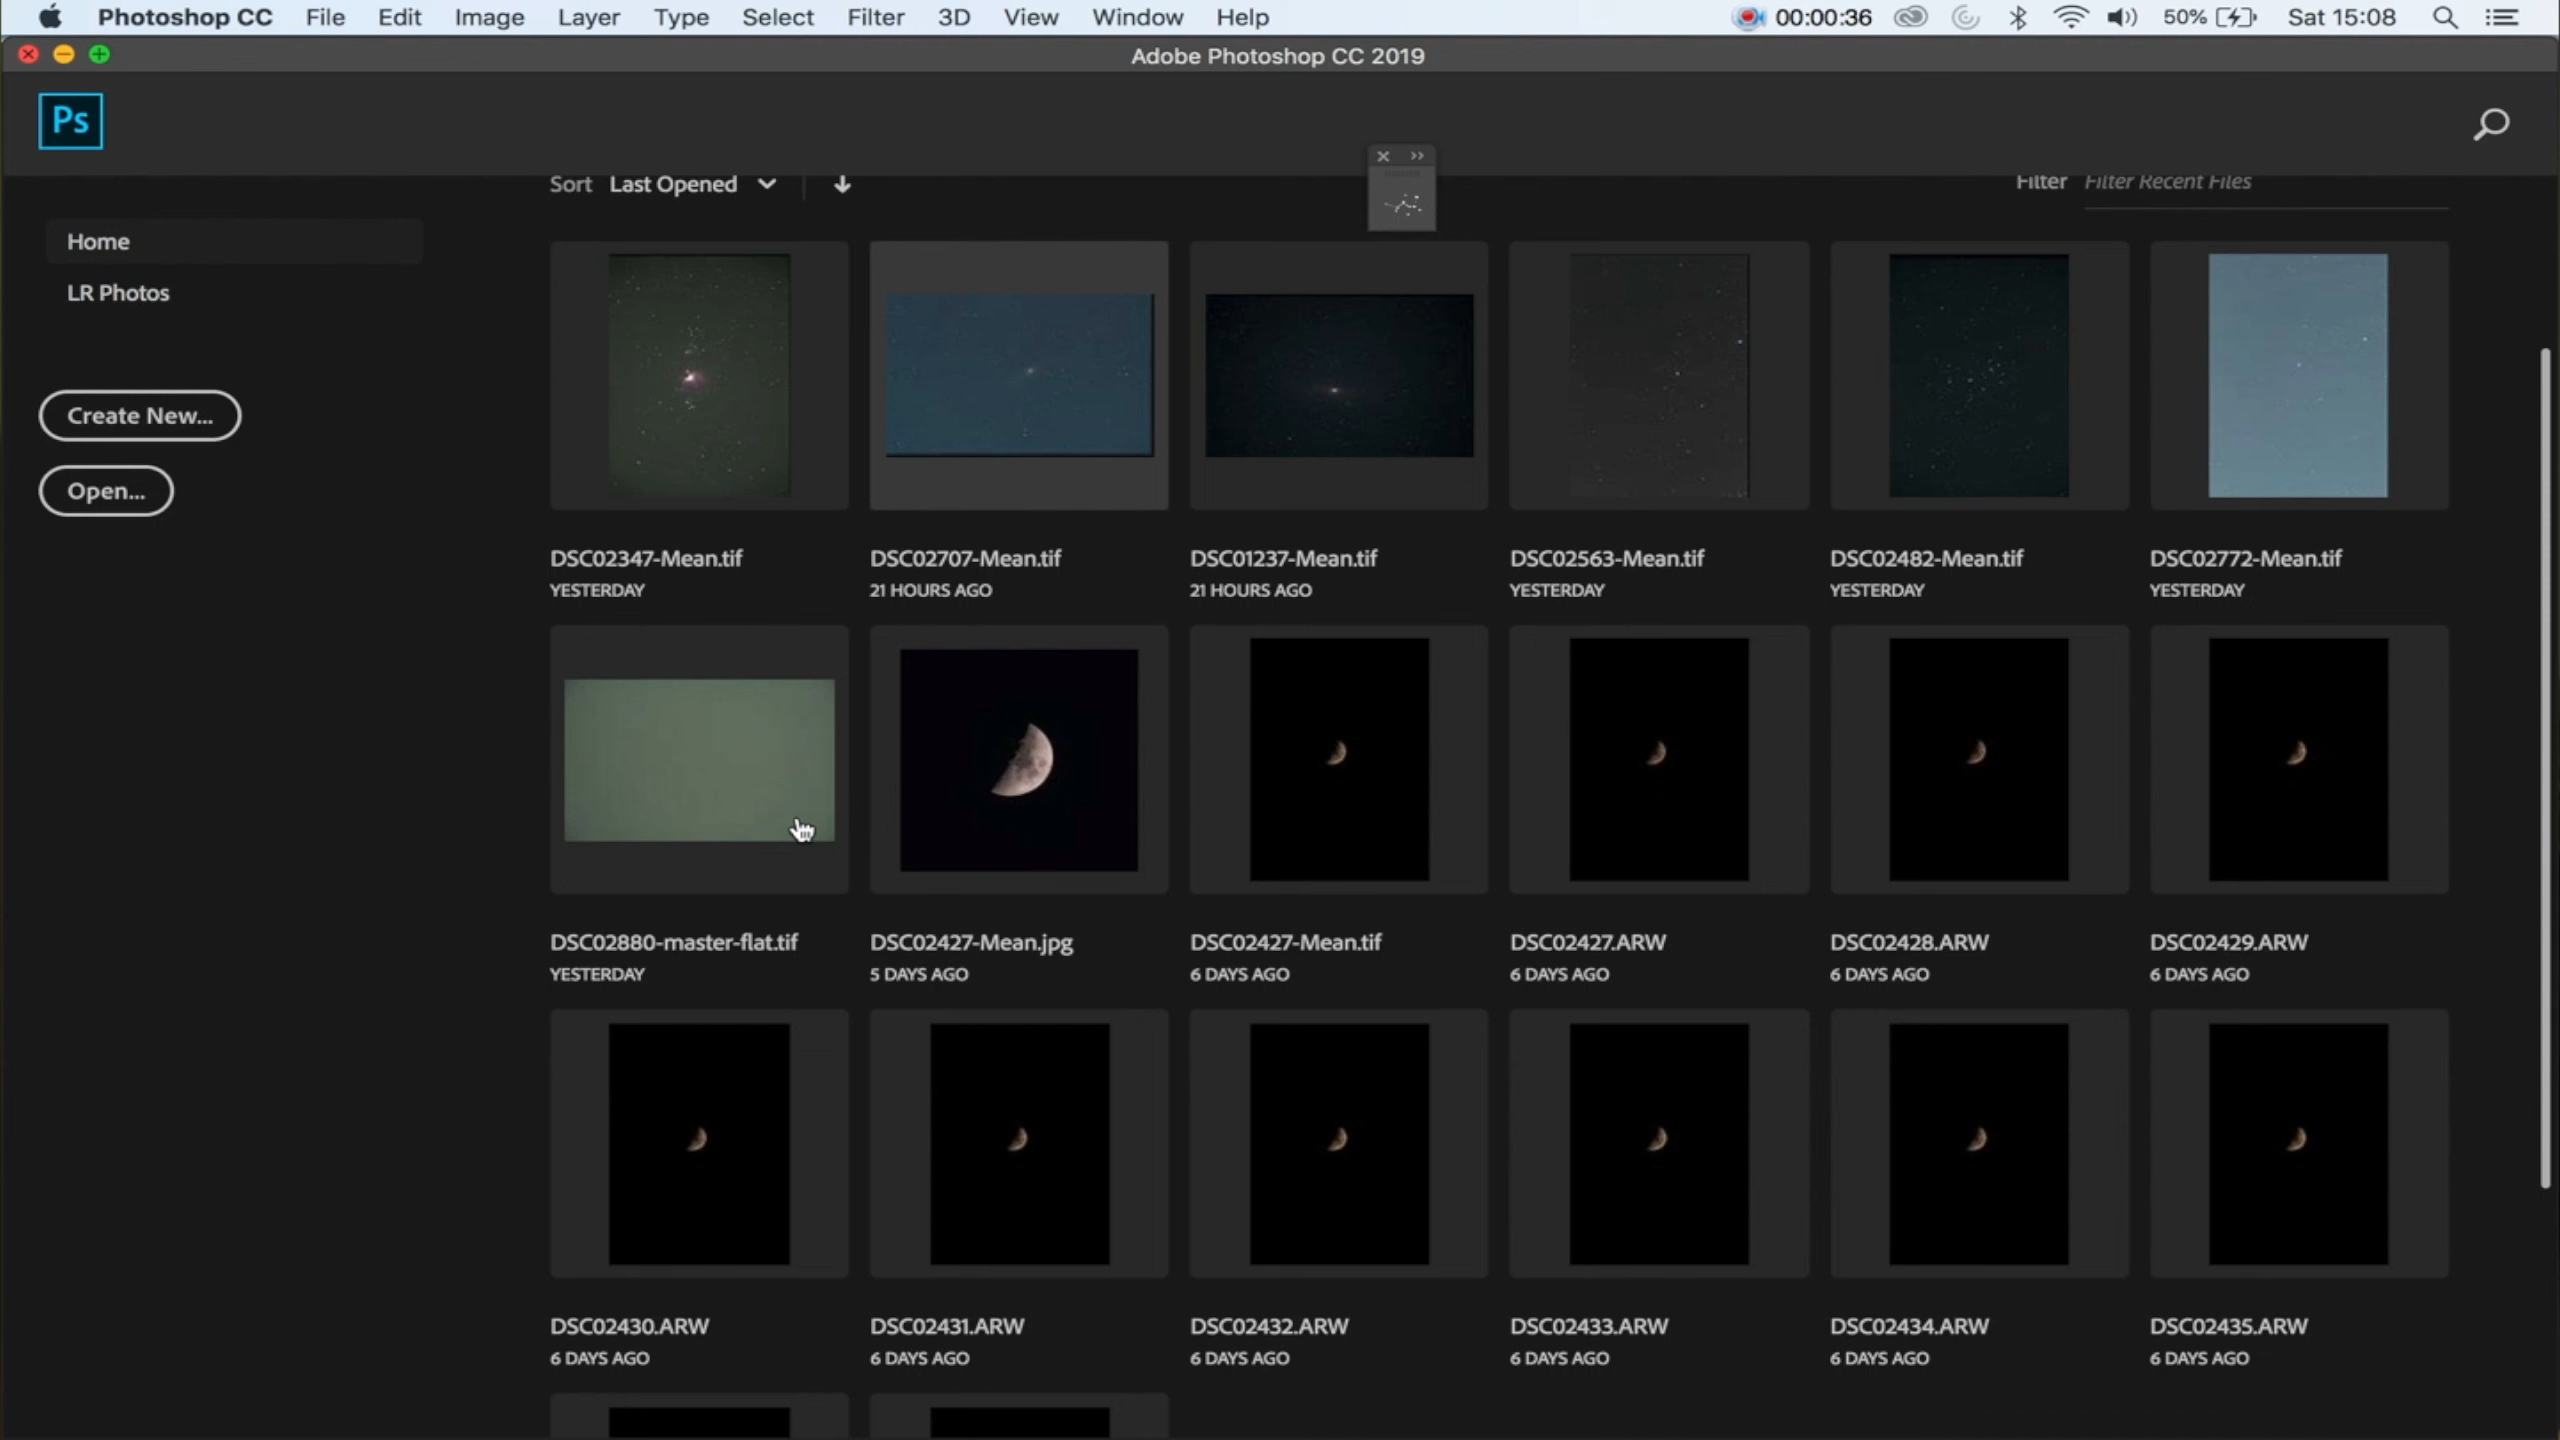 Photoshop CC File Edit Image Layer Type Select Filter 3D View Window Help 00:00:36 50% Sat 15:08
Adobe Photoshop CC 2019
Ps
Sort Last Opened Filter Filter Recent Files
Home
LR Photos
Create New...
Open...
DSC02347-Mean.tif DSC02707-Mean.tif DSC01237-Mean.tif DSC02563-Mean.tif DSC02482-Mean.tif DSC02772-Mean.tif
YESTERDAY 21 HOURS AGO 21 HOURS AGO YESTERDAY YESTERDAY YESTERDAY
DSC02880-master-flat.tif DSC02427-Mean.jpg DSC02427-Mean.tif DSC02427.ARW DSC02428.ARW DSC02429.ARW
YESTERDAY 5 DAYS AGO 6 DAYS AGO 6 DAYS AGO 6 DAYS AGO 6 DAYS AGO
DSC02430.ARW DSC02431.ARW DSC02432.ARW DSC02433.ARW DSC02434.ARW DSC02435.ARW
6 DAYS AGO 6 DAYS AGO 6 DAYS AGO 6 DAYS AGO 6 DAYS AGO 6 DAYS AGO